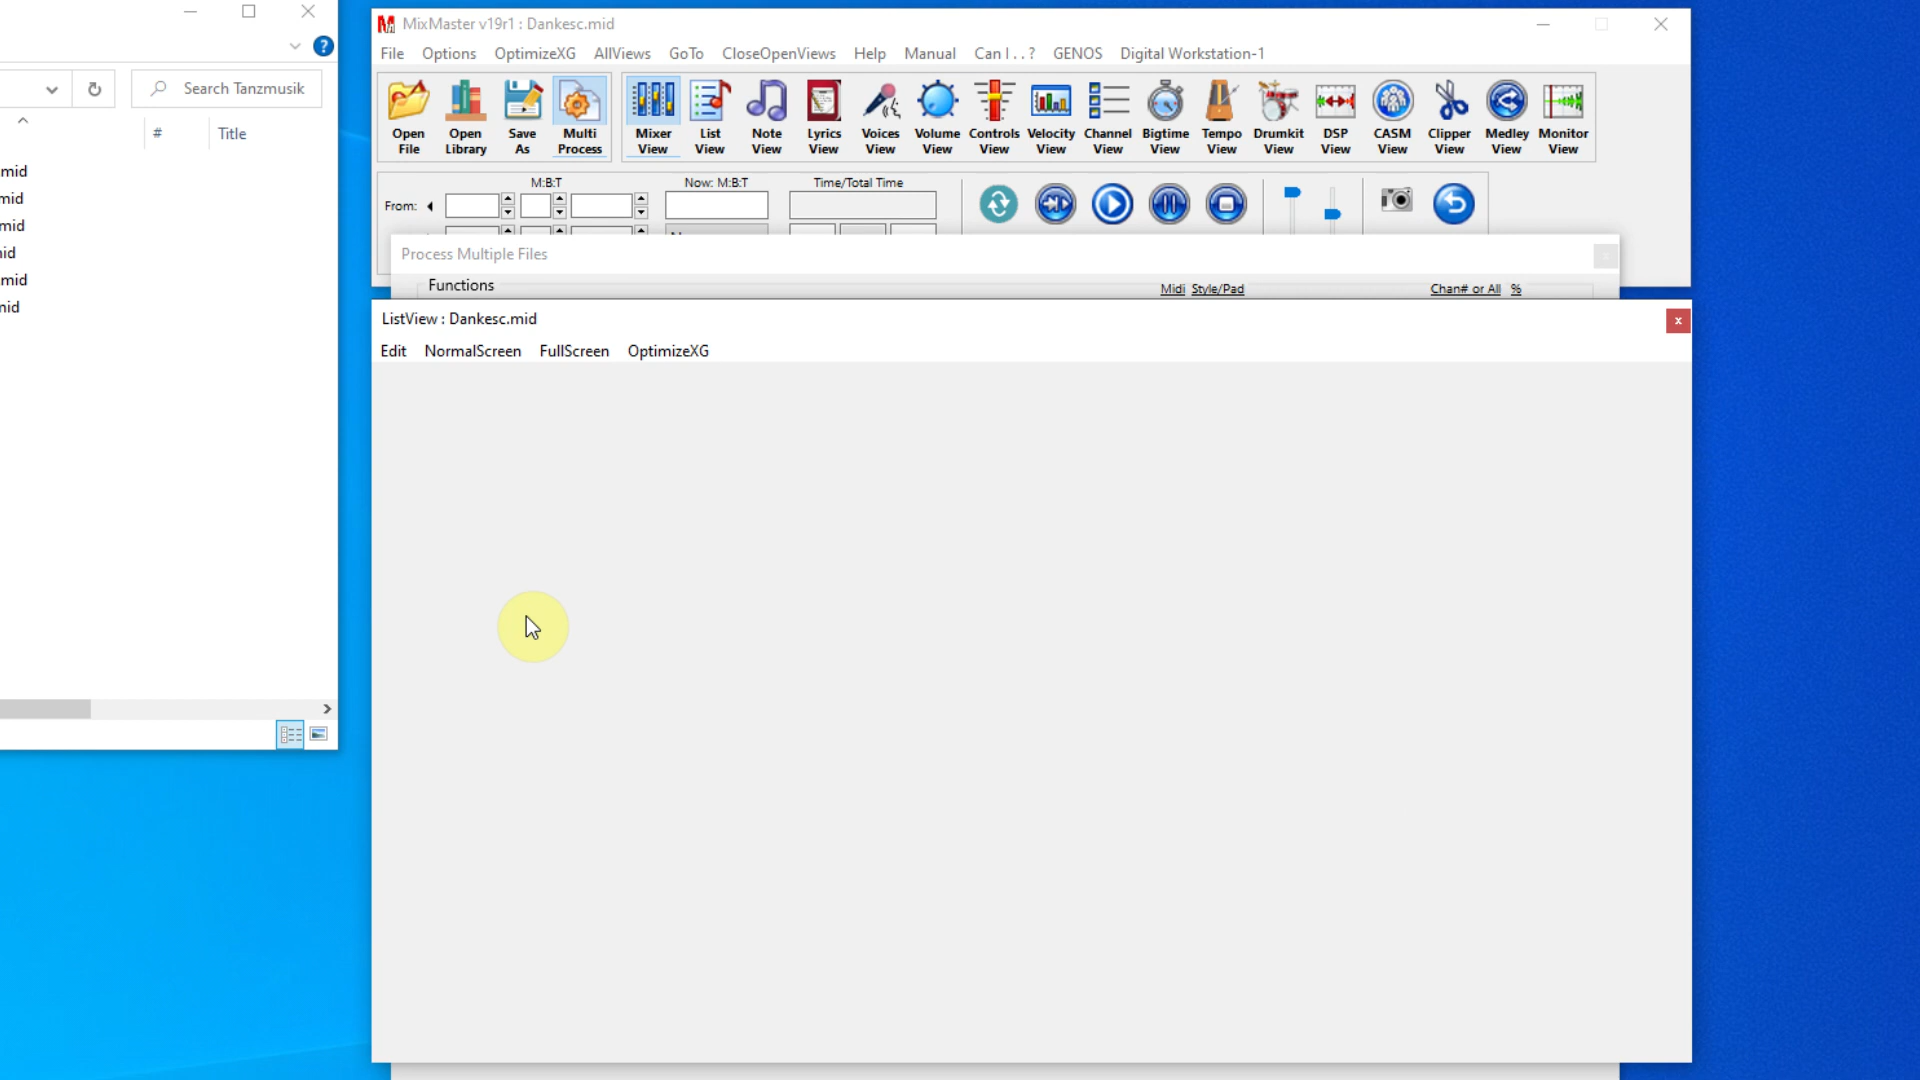 Search Tanzmusik
#
Title
mid
mid
mid
mid
mid
mid
MixMaster v19r1 : Dankesc.mid
File Options OptimizeXG AllViews GoTo CloseOpenViews Help Manual Can I . . ? GENOS Digital Workstation-1
Open File
Open Library
Save As
Multi Process
Mixer View
List View
Note View
Lyrics View
Voices View
Volume View
Controls View
Velocity View
Channel View
Bigtime View
Tempo View
Drumkit View
DSP View
CASM View
Clipper View
Medley View
Monitor View
M:B:T
Now: M:B:T
Time/Total Time
From:
Process Multiple Files
Functions
Midi Style/Pad
Chan# or All %
ListView : Dankesc.mid
x
Edit NormalScreen FullScreen OptimizeXG